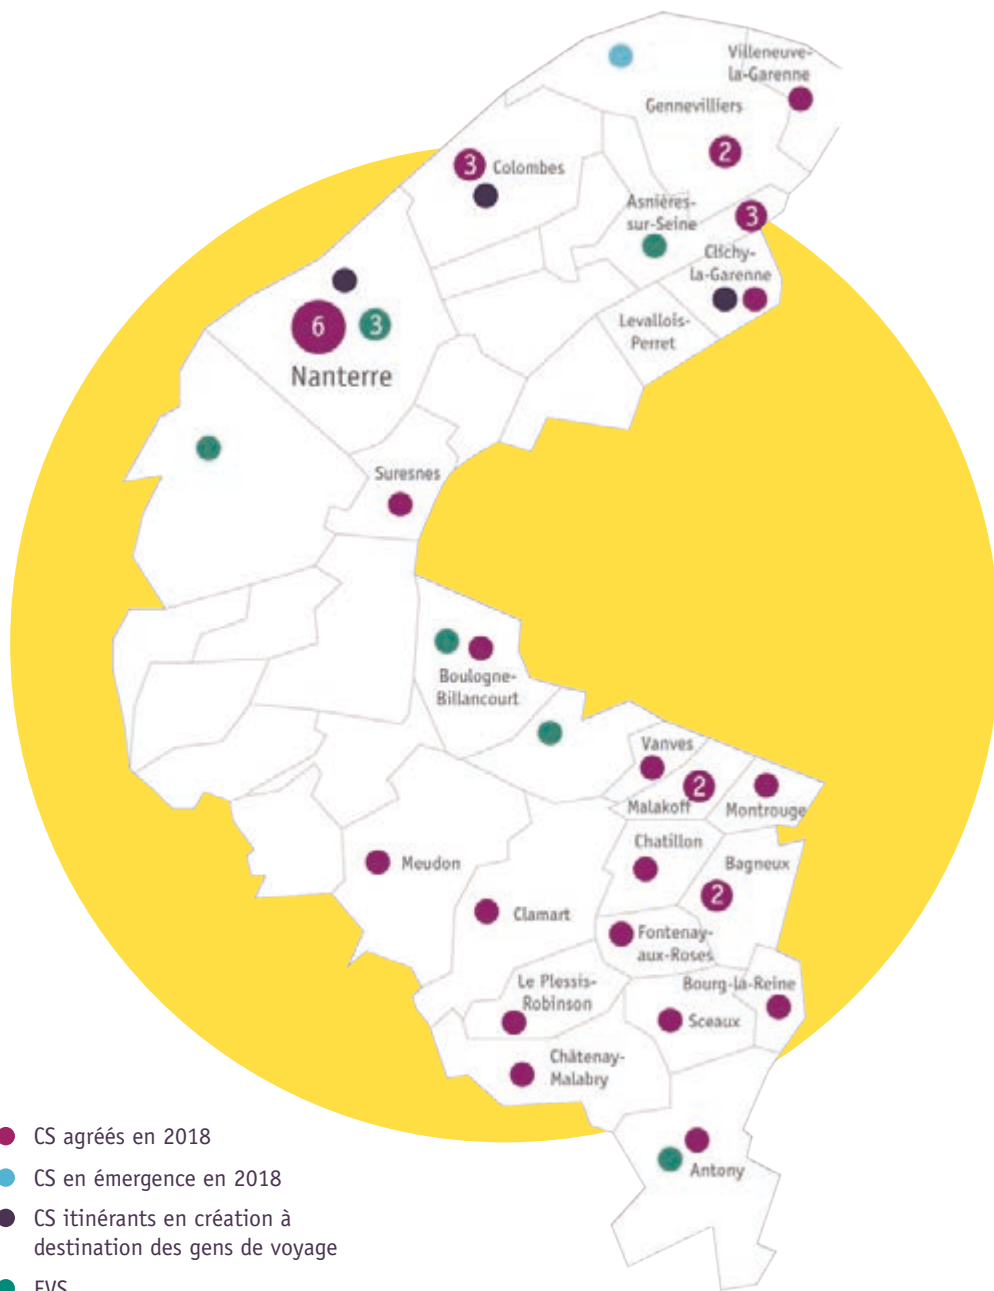 Villeneuve-
la-Garenne
Gennevilliers
2
3
Colombes
Asnières-
sur-Seine
3
Clichy-
la-Garenne
Levallois-
Perret
6
3
Nanterre
Suresnes
Boulogne-
Billancourt
Vanves
2
Malakoff
Montrouge
Chatillon
Bagneux
2
Meudon
Clamart
Fontenay-
aux-Roses
Le Plessis-
Robinson
Bourg-la-Reine
Sceaux
Châtenay-
Malabry
Antony
CS agréés en 2018
CS en émergence en 2018
CS itinérants en création à
destination des gens de voyage
EVS